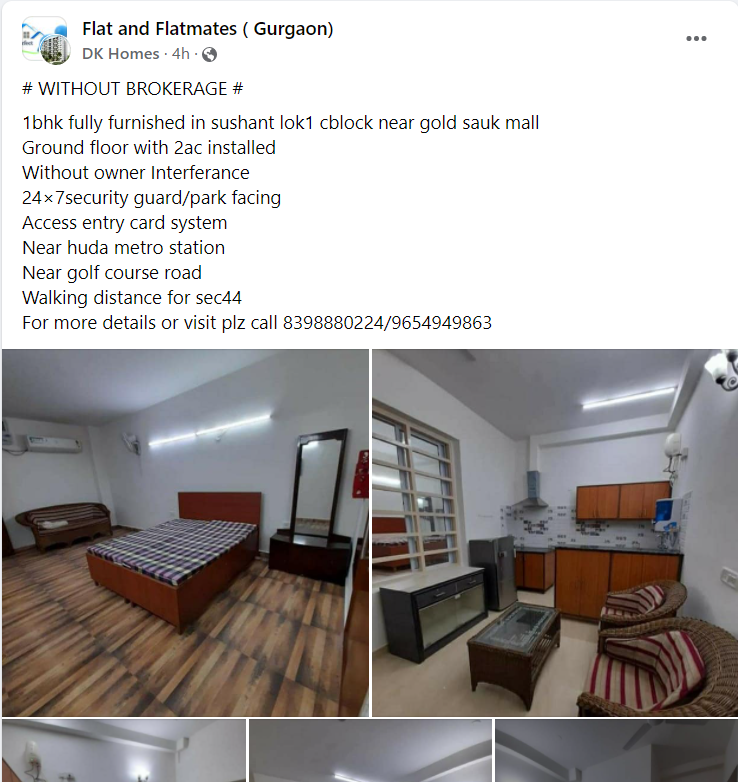 Flat and Flatmates ( Gurgaon)
DK Homes · 4h ·
# WITHOUT BROKERAGE #
1bhk fully furnished in sushant lok1 cblock near gold sauk mall
Ground floor with 2ac installed
Without owner Interferance
24×7security guard/park facing
Access entry card system
Near huda metro station
Near golf course road
Walking distance for sec44
For more details or visit plz call 8398880224/9654949863